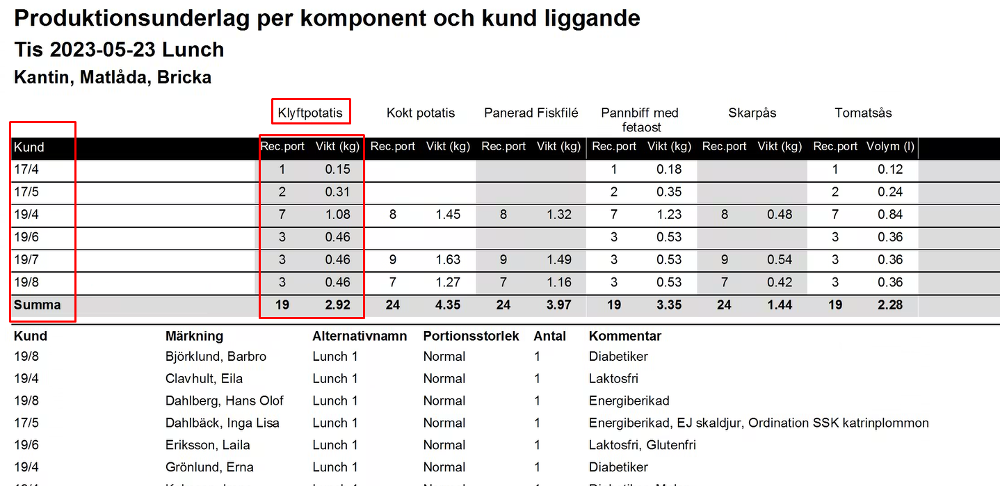 Produktionsunderlag per komponent och kund liggande
Tis 2023-05-23 Lunch
Kantin, Matlåda, Bricka
Klyftpotatis Kokt potatis Panerad Fiskfilé Pannbiff med fetaost Skarpås Tomatsås
Kund Rec.port Vikt (kg) Rec.port Vikt (kg) Rec.port Vikt (kg) Rec.port Vikt (kg) Rec.port Vikt (kg) Rec.port Volym (l)
17/4 1 0.15 1 0.18 1 0.12
17/5 2 0.31 2 0.35 2 0.24
19/4 7 1.08 8 1.45 8 1.32 7 1.23 8 0.48 7 0.84
19/6 3 0.46 3 0.53 3 0.36
19/7 3 0.46 9 1.63 9 1.49 3 0.53 9 0.54 3 0.36
19/8 3 0.46 7 1.27 7 1.16 3 0.53 7 0.42 3 0.36
Summa 19 2.92 24 4.35 24 3.97 19 3.35 24 1.44 19 2.28
Kund Märkning Alternativnamn Portionsstorlek Antal Kommentar
19/8 Björklund, Barbro Lunch 1 Normal 1 Diabetiker
19/4 Clavhult, Eila Lunch 1 Normal 1 Laktosfri
19/8 Dahlberg, Hans Olof Lunch 1 Normal 1 Energiberikad
17/5 Dahlbäck, Inga Lisa Lunch 1 Normal 1 Energiberikad, EJ skaldjur, Ordination SSK katrinplommon
19/6 Eriksson, Laila Lunch 1 Normal 1 Laktosfri, Glutenfri
19/4 Grönlund, Erna Lunch 1 Normal 1 Diabetiker